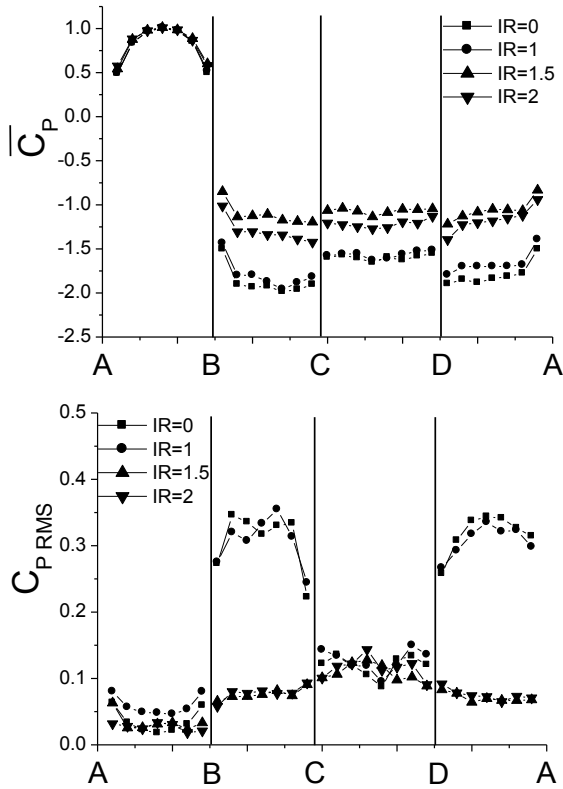 1.0
0.5
0.0
-0.5
-1.0
-1.5
-2.0
-2.5
C̅P
IR=0
IR=1
IR=1.5
IR=2
A B C D A
0.5
0.4
0.3
0.2
0.1
0.0
CP RMS
IR=0
IR=1
IR=1.5
IR=2
A B C D A